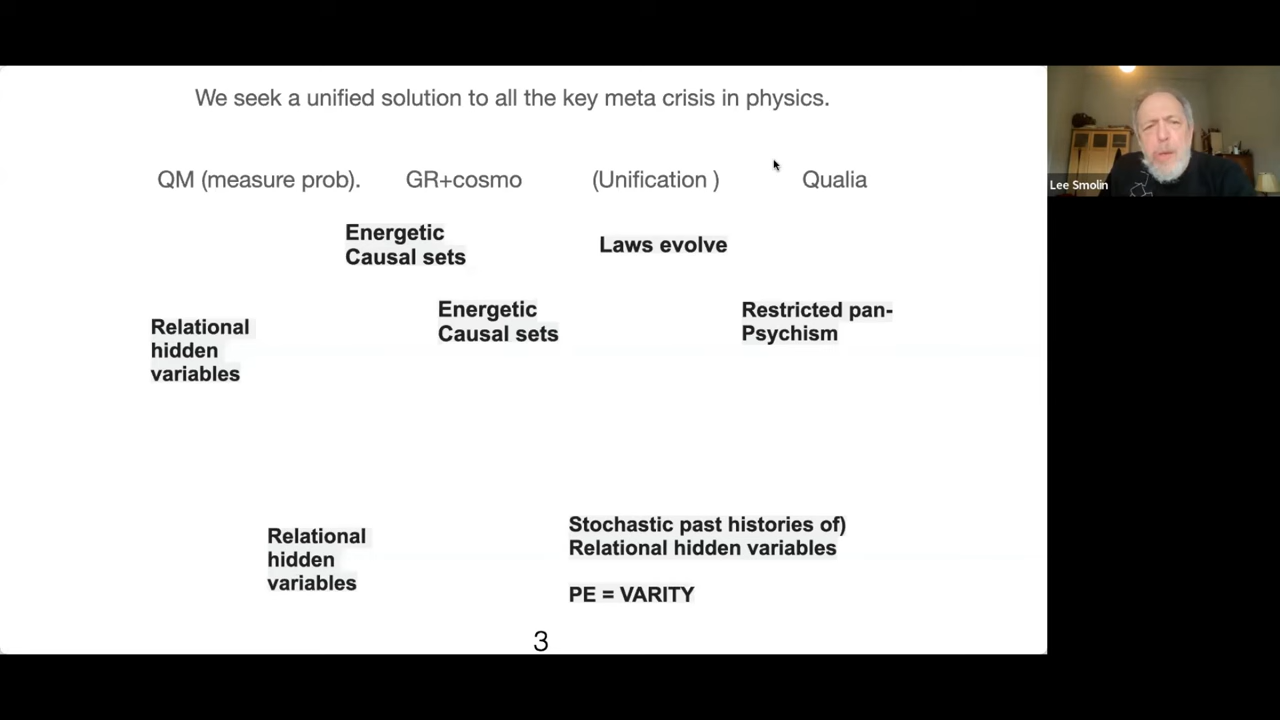 We seek a unified solution to all the key meta crisis in physics.
QM (measure prob).
GR+cosmo
(Unification )
Qualia
Energetic
Causal sets
Laws evolve
Relational
hidden
variables
Energetic
Causal sets
Restricted pan-
Psychism
Relational
hidden
variables
Stochastic past histories of)
Relational hidden variables
PE = VARITY
3
Lee Smolin